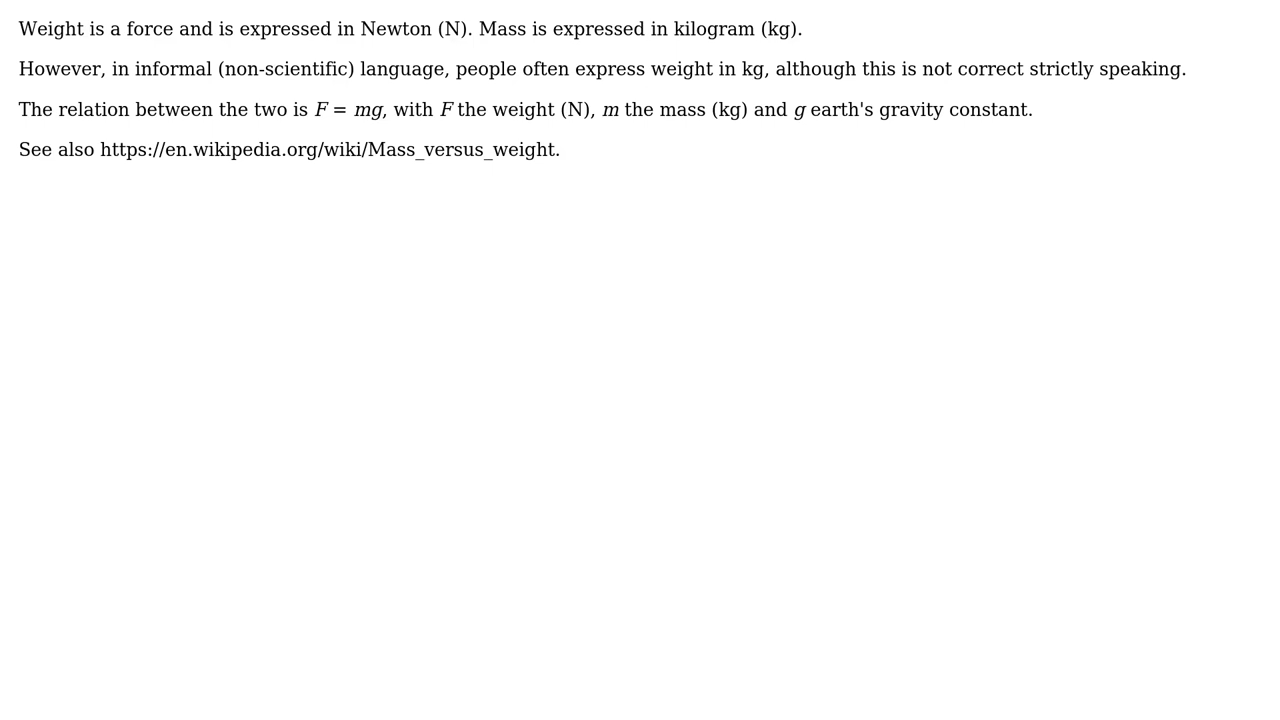 Weight is a force and is expressed in Newton (N). Mass is expressed in kilogram (kg).
However, in informal (non-scientific) language, people often express weight in kg, although this is not correct strictly speaking.
The relation between the two is F = mg, with F the weight (N), m the mass (kg) and g earth's gravity constant.
See also https://en.wikipedia.org/wiki/Mass_versus_weight.